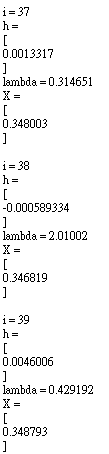 i = 37
h =
[
0.0013317
]
lambda = 0.314651
X =
[
0.348003
]
i = 38
h =
[
-0.000589334
]
lambda = 2.01002
X =
[
0.346819
]
i = 39
h =
[
0.0046006
]
lambda = 0.429192
X =
[
0.348793
]